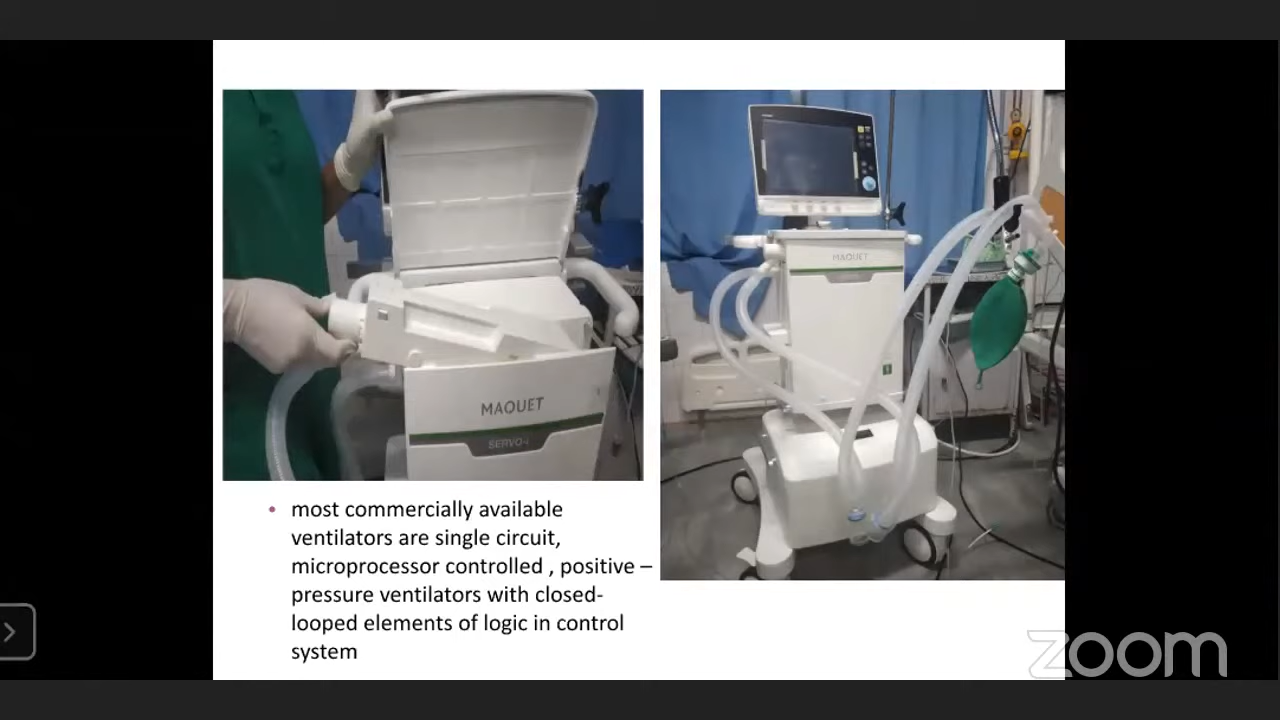 MAQUET
SERVO-i
MAQUET
• most commercially available
ventilators are single circuit,
microprocessor controlled , positive –
pressure ventilators with closed-
looped elements of logic in control
system
zoom